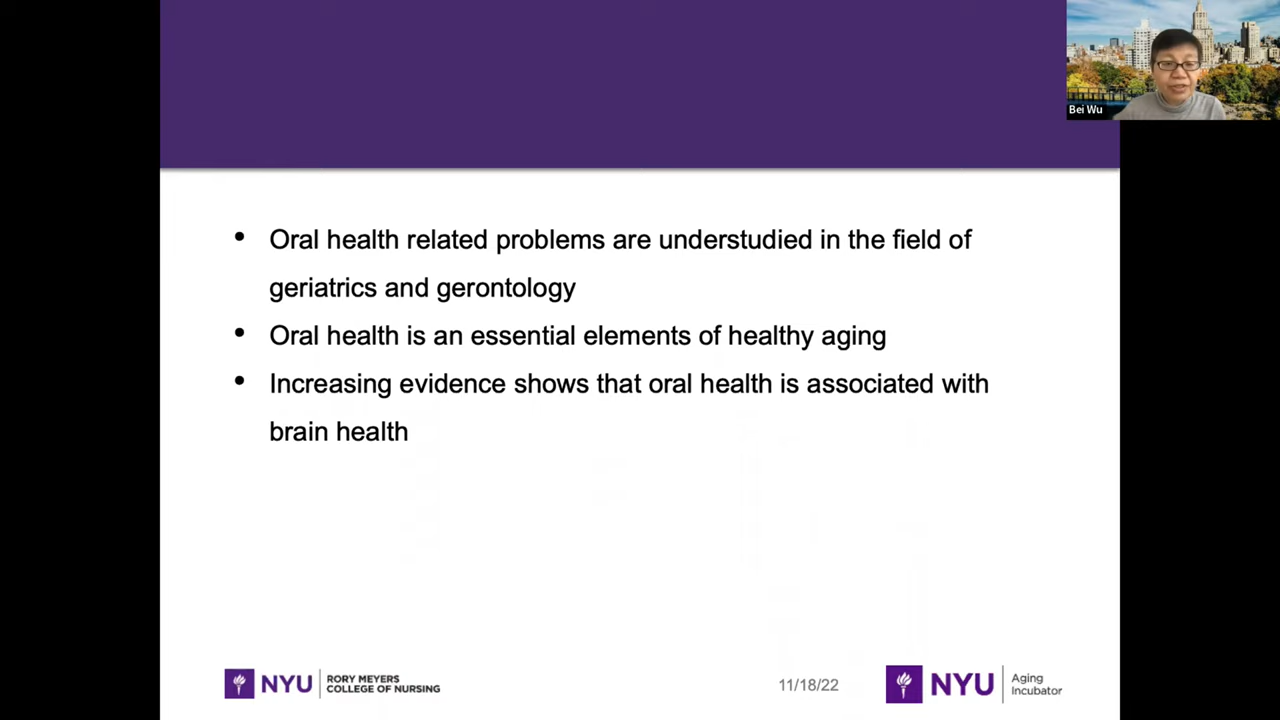 Bei Wu
• Oral health related problems are understudied in the field of
geriatrics and gerontology
• Oral health is an essential elements of healthy aging
• Increasing evidence shows that oral health is associated with
brain health
NYU
RORY MEYERS
COLLEGE OF NURSING
11/18/22
NYU
Aging
Incubator